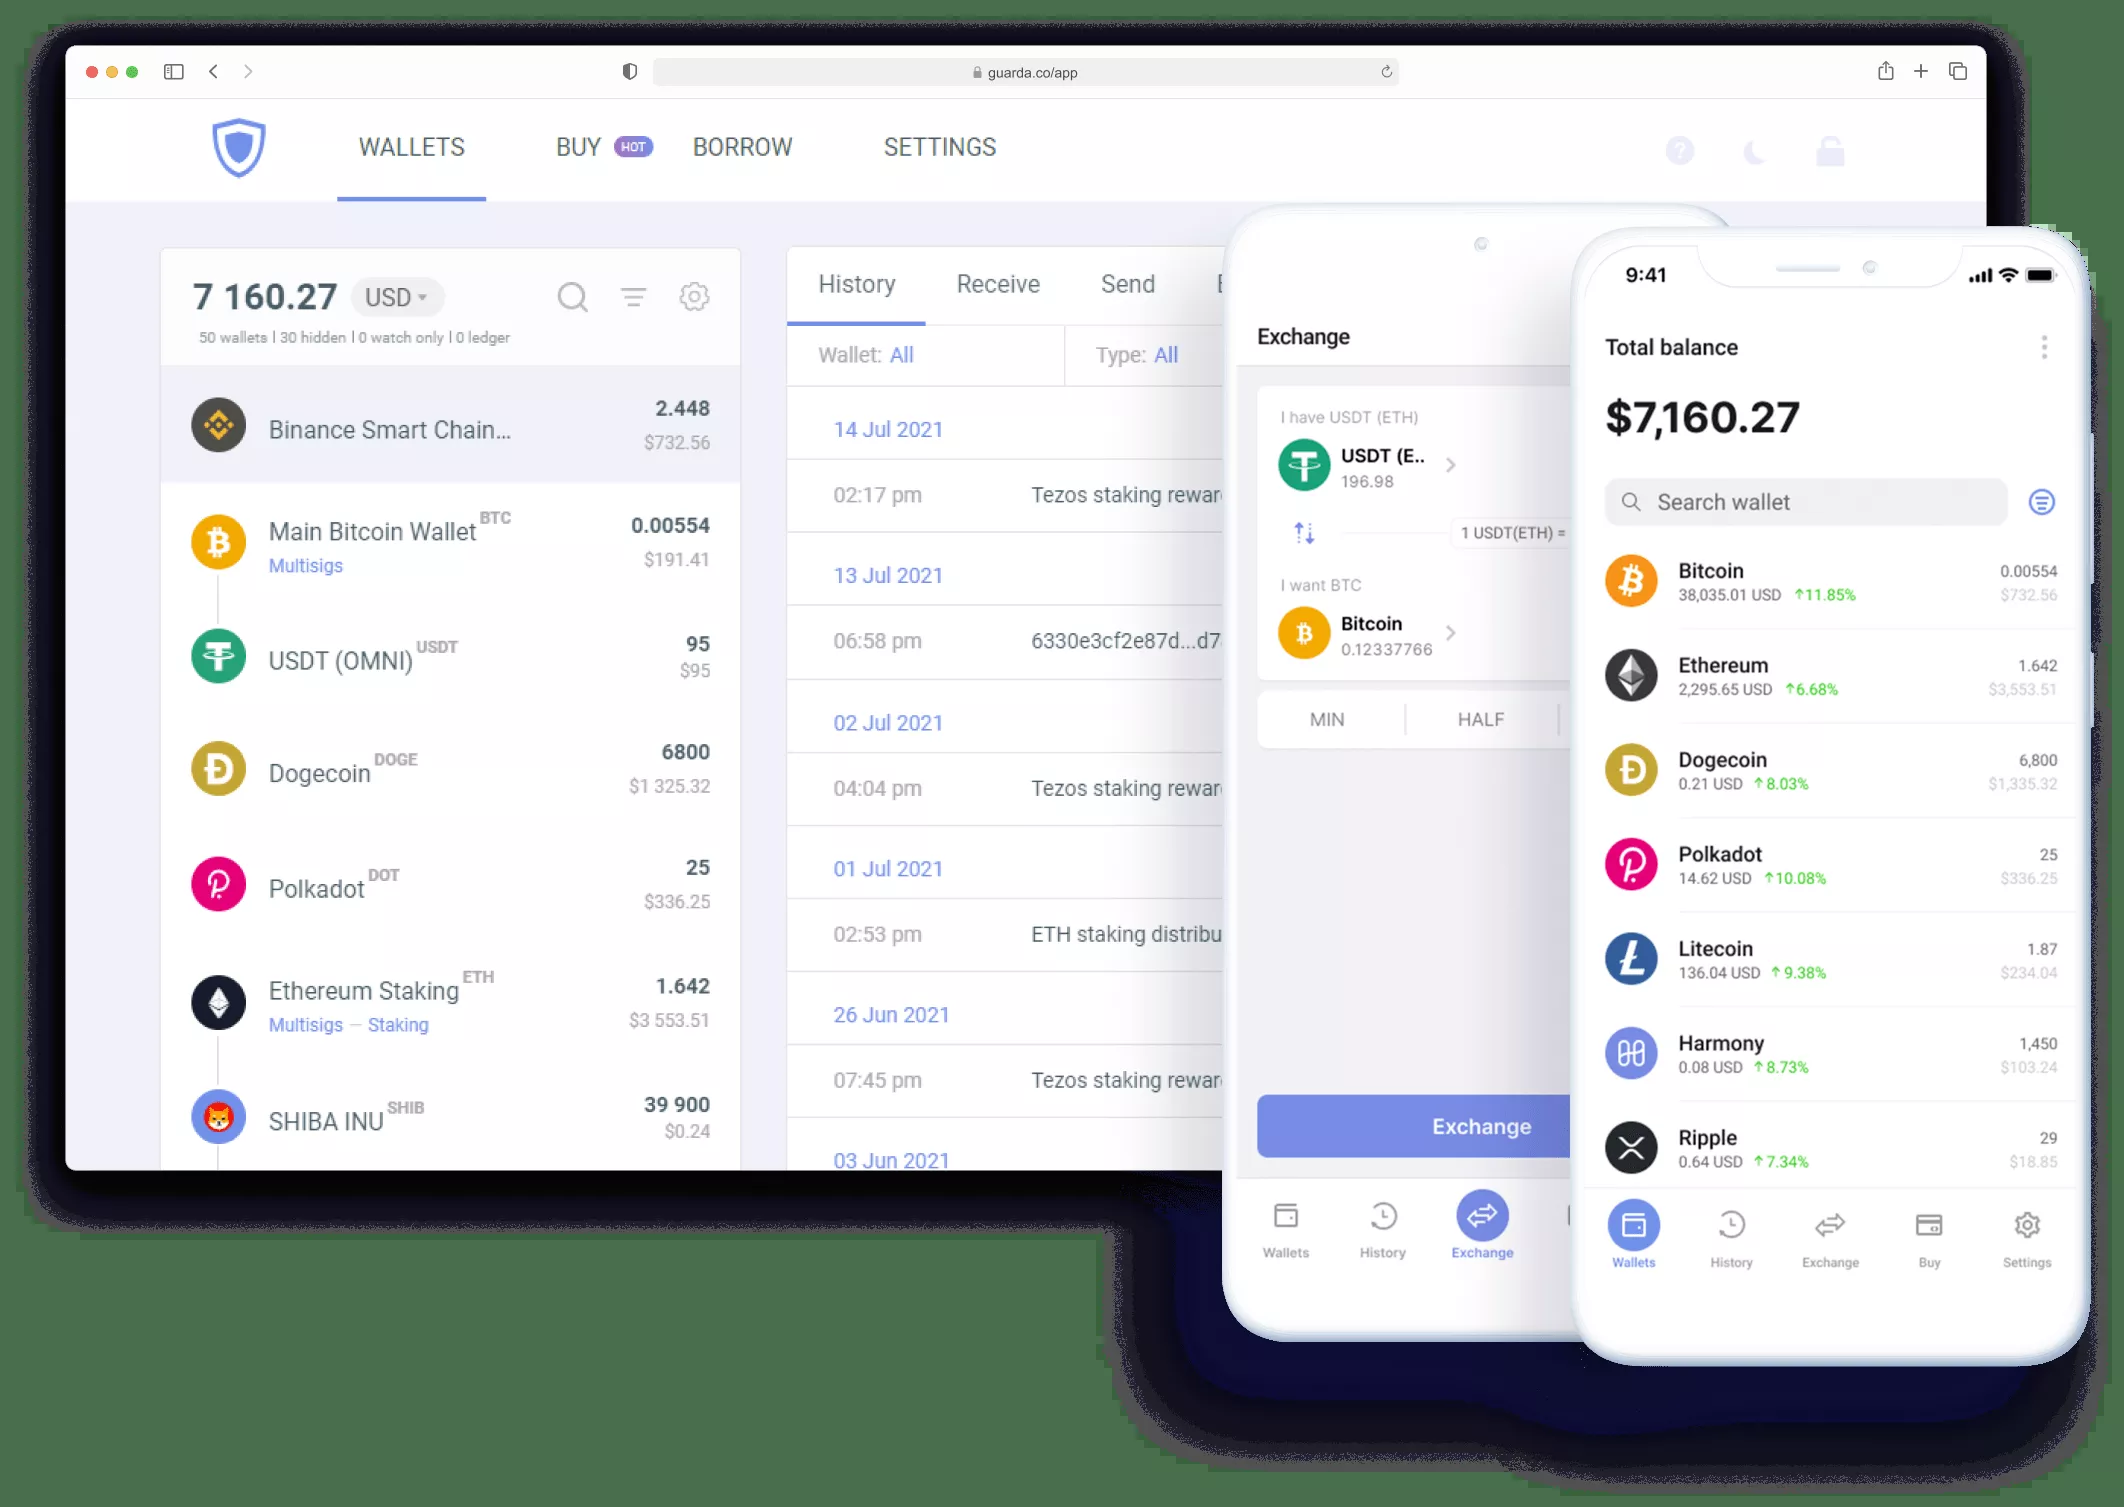 guarda.co/app
WALLETS
BUY HOT
BORROW
SETTINGS
7 160.27 USD
50 wallets | 30 hidden | 0 watch only | 0 ledger
Binance Smart Chain...
2.448
$732.56
Main Bitcoin Wallet BTC
Multisigs
0.00554
$191.41
USDT (OMNI) USDT
95
$95
Dogecoin DOGE
6800
$1 325.32
Polkadot DOT
25
$336.25
Ethereum Staking ETH
Multisigs — Staking
1.642
$3 553.51
SHIBA INU SHIB
39 900
$0.24
History Receive Send
Wallet: All Type: All
14 Jul 2021
02:17 pm Tezos staking rewar
13 Jul 2021
06:58 pm 6330e3cf2e87d...d7
02 Jul 2021
04:04 pm Tezos staking rewar
01 Jul 2021
02:53 pm ETH staking distribu
26 Jun 2021
07:45 pm Tezos staking rewar
03 Jun 2021
Exchange
I have USDT (ETH)
USDT (E..
196.98
1 USDT(ETH) =
I want BTC
Bitcoin
0.12337766
MIN HALF
Exchange
Wallets History Exchange
9:41
Total balance
$7,160.27
Search wallet
Bitcoin 0.00554
38,035.01 USD ↑11.85% $732.56
Ethereum 1.642
2,295.65 USD ↑6.68% $3,553.51
Dogecoin 6,800
0.21 USD ↑8.03% $1,335.32
Polkadot 25
14.62 USD ↑10.08% $336.25
Litecoin 1.87
136.04 USD ↑9.38% $234.04
Harmony 1,450
0.08 USD ↑8.73% $103.24
Ripple 29
0.64 USD ↑7.34% $18.85
Wallets History Exchange Buy Settings